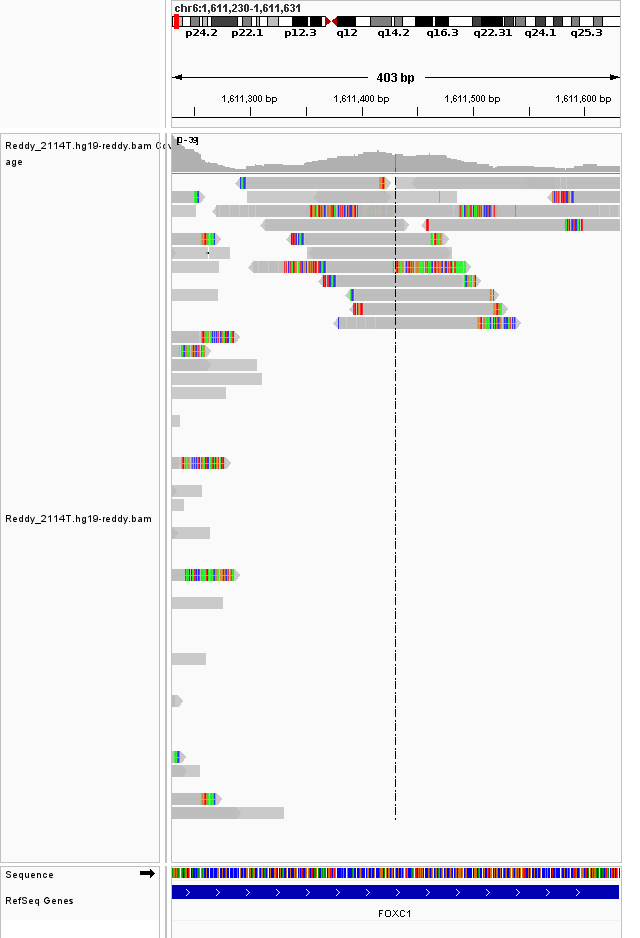 chr6:1,611,230-1,611,631
p24.2 p22.1 p12.3 q12 q14.2 q16.3 q22.31 q24.1 q25.3
403 bp
1,611,300 bp 1,611,400 bp 1,611,500 bp 1,611,600 bp
Reddy_2114T.hg19-reddy.bam Cov
age
[0-39]
Reddy_2114T.hg19-reddy.bam
Sequence
RefSeq Genes
FOXC1